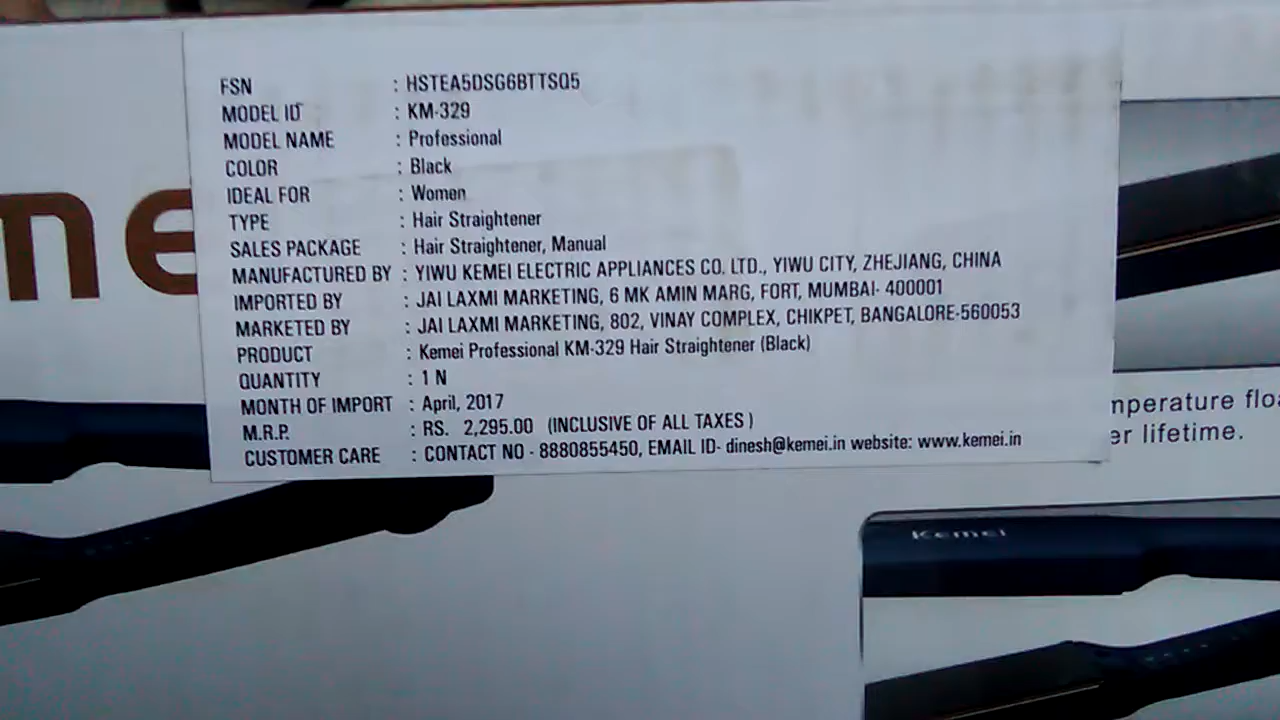 FSN : HSTEA5DSG6BTTSQ5
MODEL ID : KM-329
MODEL NAME : Professional
COLOR : Black
IDEAL FOR : Women
TYPE : Hair Straightener
SALES PACKAGE : Hair Straightener, Manual
MANUFACTURED BY : YIWU KEMEI ELECTRIC APPLIANCES CO. LTD., YIWU CITY, ZHEJIANG, CHINA
IMPORTED BY : JAI LAXMI MARKETING, 6 MK AMIN MARG, FORT, MUMBAI- 400001
MARKETED BY : JAI LAXMI MARKETING, 802, VINAY COMPLEX, CHIKPET, BANGALORE-560053
PRODUCT : Kemei Professional KM-329 Hair Straightener (Black)
QUANTITY : 1 N
MONTH OF IMPORT : April, 2017
M.R.P. : RS. 2,295.00 (INCLUSIVE OF ALL TAXES )
CUSTOMER CARE : CONTACT NO - 8880855450, EMAIL ID- dinesh@kemei.in website: www.kemei.in
me
mperature floa
er lifetime.
Kemei